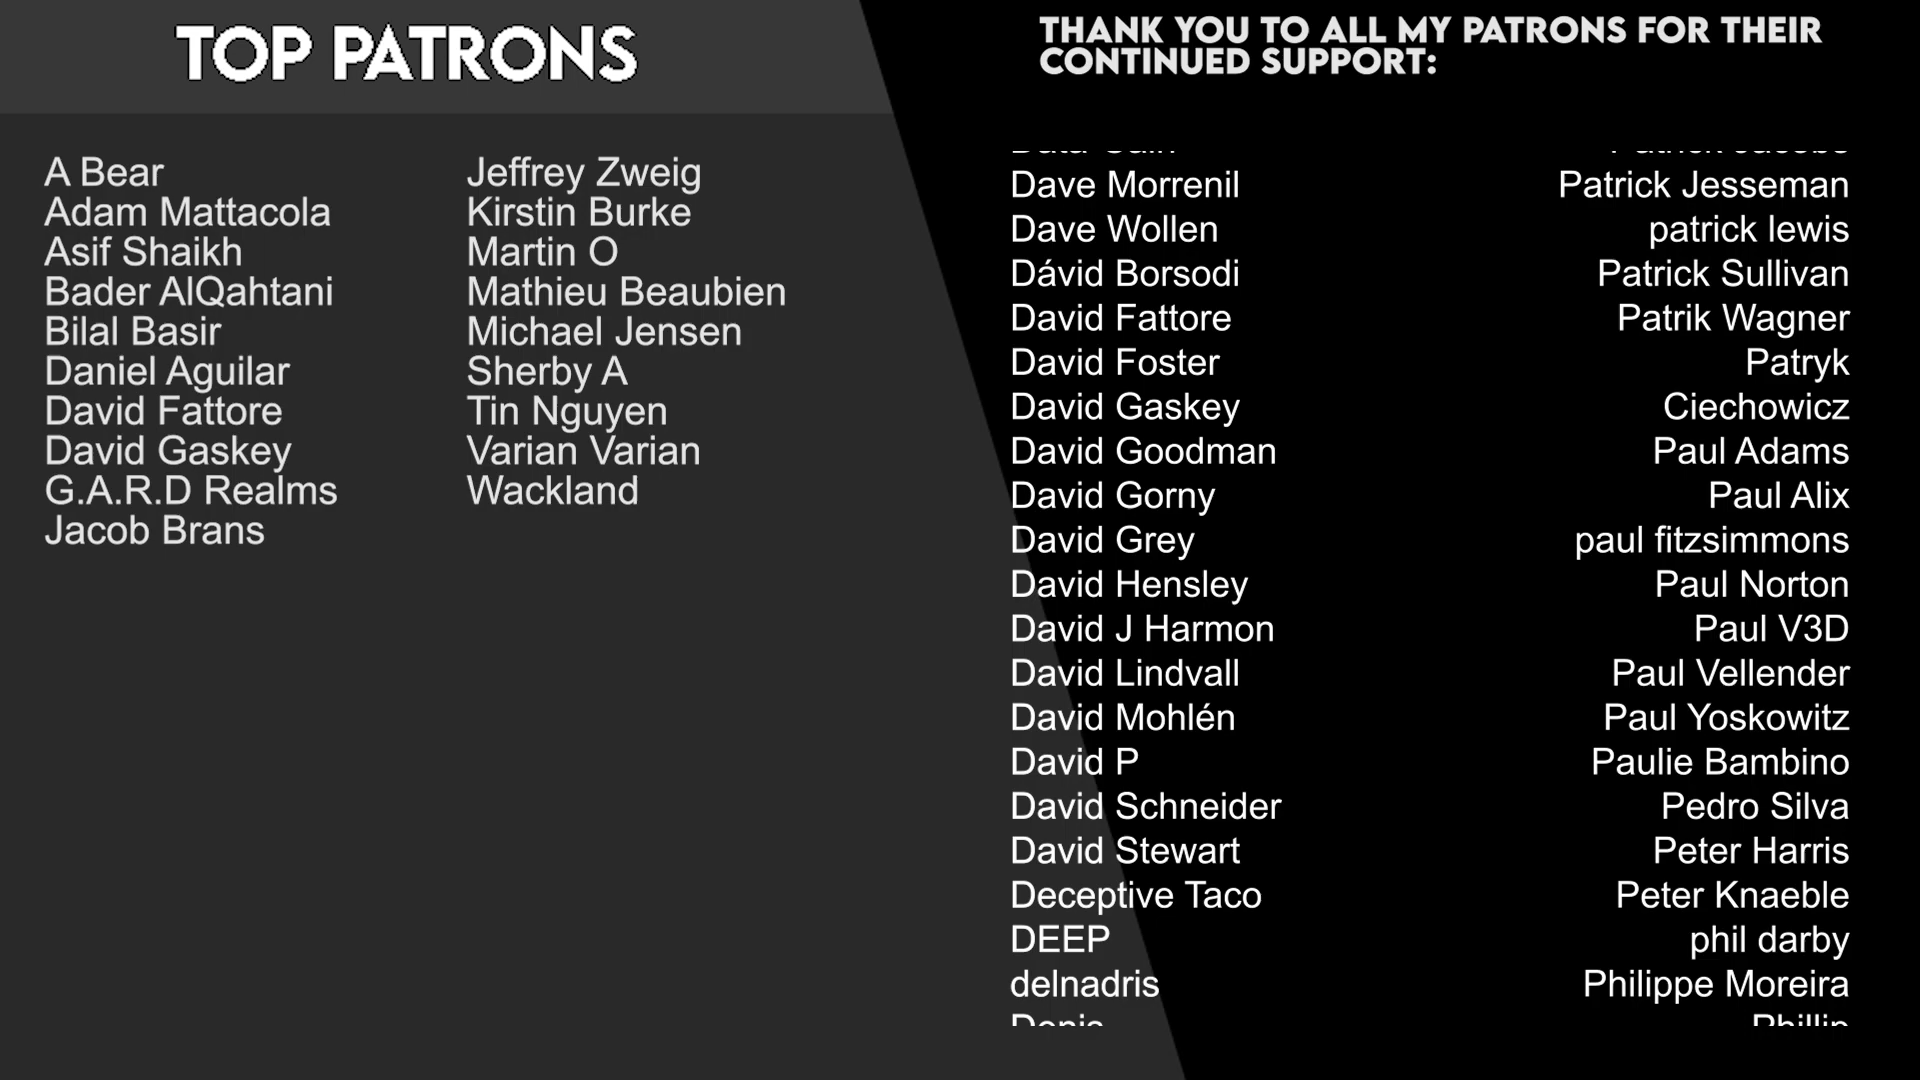 TOP PATRONS
A Bear
Adam Mattacola
Asif Shaikh
Bader AlQahtani
Bilal Basir
Daniel Aguilar
David Fattore
David Gaskey
G.A.R.D Realms
Jacob Brans
Jeffrey Zweig
Kirstin Burke
Martin O
Mathieu Beaubien
Michael Jensen
Sherby A
Tin Nguyen
Varian Varian
Wackland
THANK YOU TO ALL MY PATRONS FOR THEIR
CONTINUED SUPPORT:
Dave Morrenil
Dave Wollen
Dávid Borsodi
David Fattore
David Foster
David Gaskey
David Goodman
David Gorny
David Grey
David Hensley
David J Harmon
David Lindvall
David Mohlén
David P
David Schneider
David Stewart
Deceptive Taco
DEEP
delnadris
Patrick Jesseman
patrick lewis
Patrick Sullivan
Patrik Wagner
Patryk
Ciechowicz
Paul Adams
Paul Alix
paul fitzsimmons
Paul Norton
Paul V3D
Paul Vellender
Paul Yoskowitz
Paulie Bambino
Pedro Silva
Peter Harris
Peter Knaeble
phil darby
Philippe Moreira